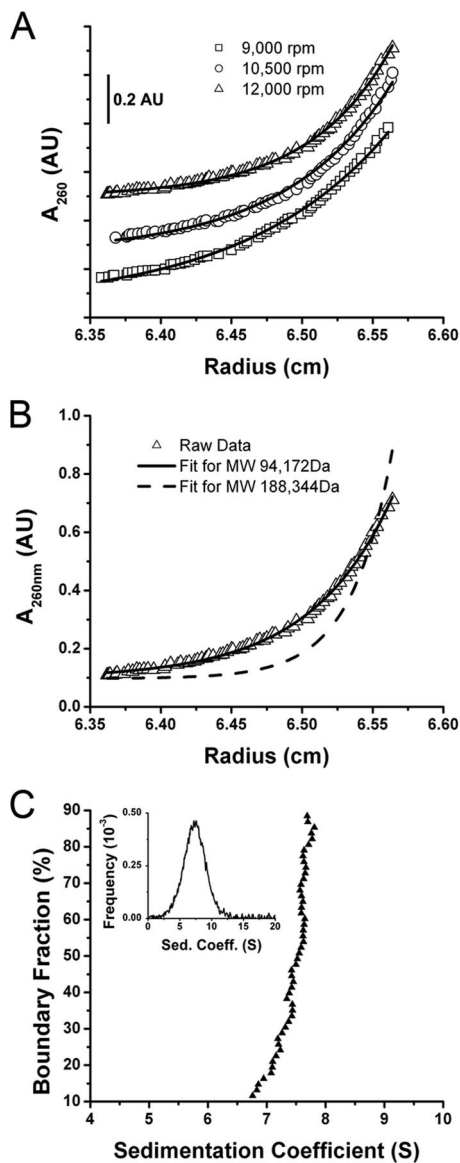 A
9,000 rpm
10,500 rpm
12,000 rpm
0.2 AU
A260 (AU)
6.35 6.40 6.45 6.50 6.55 6.60
Radius (cm)
B
1.0
0.8
0.6
0.4
0.2
0.0
Raw Data
Fit for MW 94,172Da
Fit for MW 188,344Da
A260nm (AU)
6.35 6.40 6.45 6.50 6.55 6.60
Radius (cm)
C
90
80
70
60
50
40
30
20
10
Boundary Fraction (%)
0.50
0.25
0.00
Frequency (10-3)
0 5 10 15 20
Sed. Coeff. (S)
4 5 6 7 8 9 10
Sedimentation Coefficient (S)